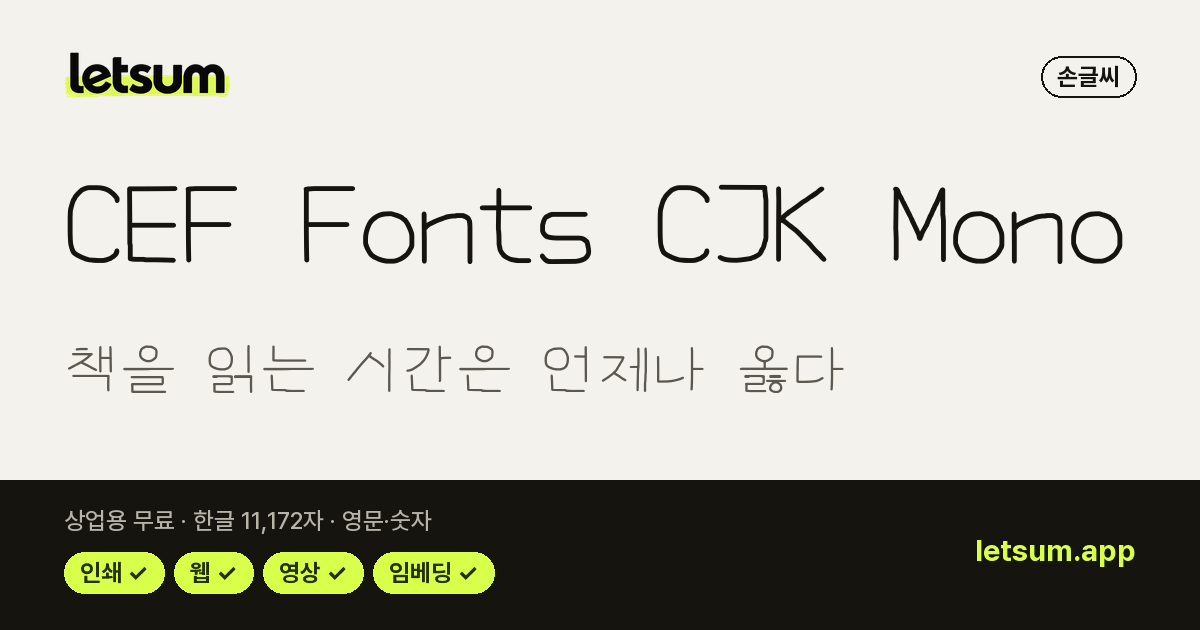 letsum
손글씨
CEF Fonts CJK Mono
책을 읽는 시간은 언제나 옳다
상업용 무료 · 한글 11,172자 · 영문·숫자
인쇄 ✓ 웹 ✓ 영상 ✓ 임베딩 ✓
letsum.app